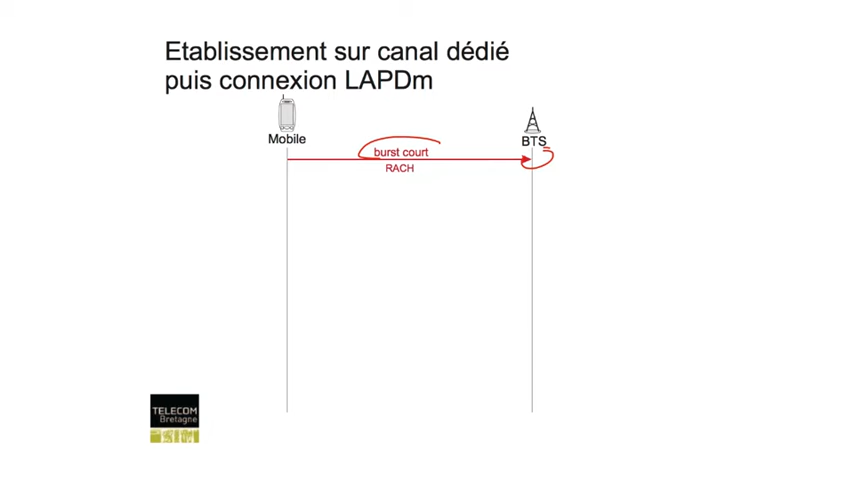 Etablissement sur canal dédié
puis connexion LAPDm
Mobile
BTS
burst court
RACH
TELECOM
Bretagne